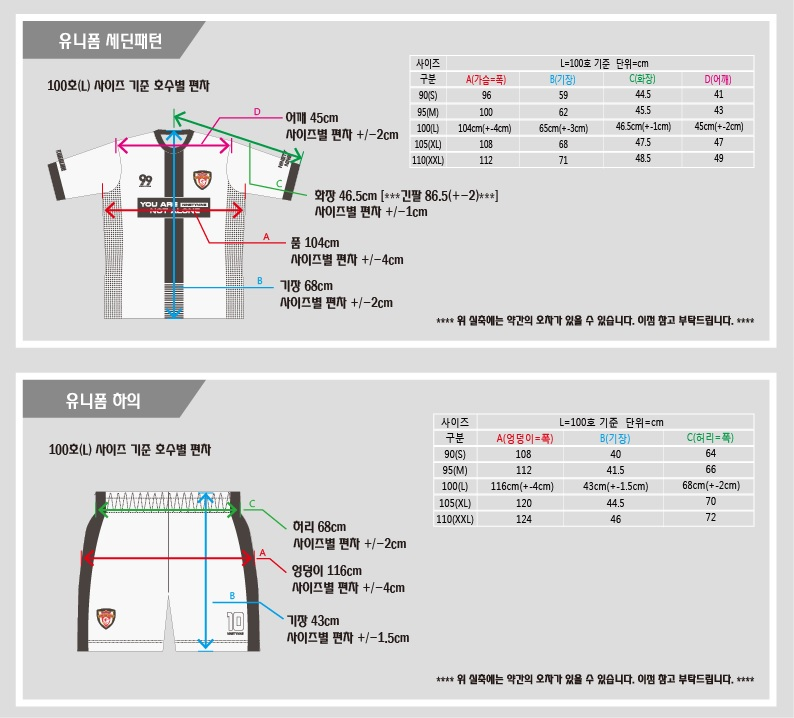 유니폼 세딘패턴
100호(L) 사이즈 기준 호수별 편차
D
어깨 45cm
사이즈별 편차 +/-2cm
C
화장 46.5cm [***긴팔 86.5(+-2)***]
사이즈별 편차 +/-1cm
99
YOU ARE
NOT ALONE
A
품 104cm
사이즈별 편차 +/-4cm
B
기장 68cm
사이즈별 편차 +/-2cm
사이즈 L=100호 기준 단위=cm
구분 A(가슴=폭) B(기장) C(화장) D(어깨)
90(S) 96 59 44.5 41
95(M) 100 62 45.5 43
100(L) 104cm(+-4cm) 65cm(+-3cm) 46.5cm(+-1cm) 45cm(+-2cm)
105(XL) 108 68 47.5 47
110(XXL) 112 71 48.5 49
**** 위 실측에는 약간의 오차가 있을 수 있습니다. 이점 참고 부탁드립니다. ****
유니폼 하의
100호(L) 사이즈 기준 호수별 편차
C
허리 68cm
사이즈별 편차 +/-2cm
A
엉덩이 116cm
사이즈별 편차 +/-4cm
B
기장 43cm
사이즈별 편차 +/-1.5cm
10
사이즈 L=100호 기준 단위=cm
구분 A(엉덩이=폭) B(기장) C(허리=폭)
90(S) 108 40 64
95(M) 112 41.5 66
100(L) 116cm(+-4cm) 43cm(+-1.5cm) 68cm(+-2cm)
105(XL) 120 44.5 70
110(XXL) 124 46 72
**** 위 실측에는 약간의 오차가 있을 수 있습니다. 이점 참고 부탁드립니다. ****